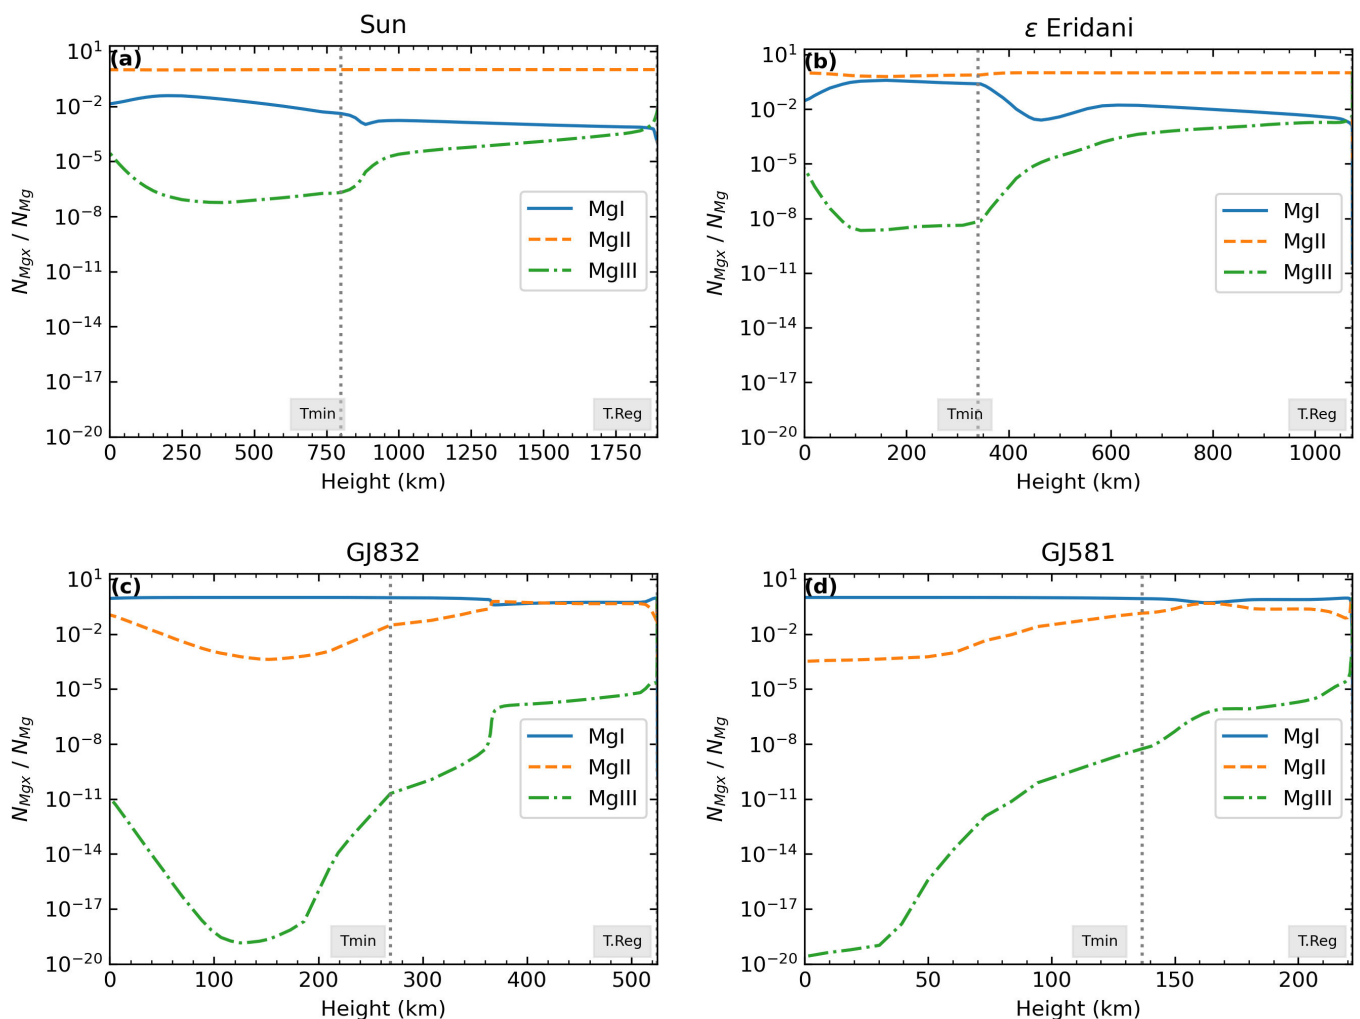 Sun
(a)
10^1
10^-2
10^-5
10^-8
10^-11
10^-14
10^-17
10^-20
N_Mgx / N_Mg
MgI
MgII
MgIII
Tmin
T.Reg
0 250 500 750 1000 1250 1500 1750
Height (km)
ε Eridani
(b)
10^1
10^-2
10^-5
10^-8
10^-11
10^-14
10^-17
10^-20
N_Mgx / N_Mg
MgI
MgII
MgIII
Tmin
T.Reg
0 200 400 600 800 1000
Height (km)
GJ832
(c)
10^1
10^-2
10^-5
10^-8
10^-11
10^-14
10^-17
10^-20
N_Mgx / N_Mg
MgI
MgII
MgIII
Tmin
T.Reg
0 100 200 300 400 500
Height (km)
GJ581
(d)
10^1
10^-2
10^-5
10^-8
10^-11
10^-14
10^-17
10^-20
N_Mgx / N_Mg
MgI
MgII
MgIII
Tmin
T.Reg
0 50 100 150 200
Height (km)